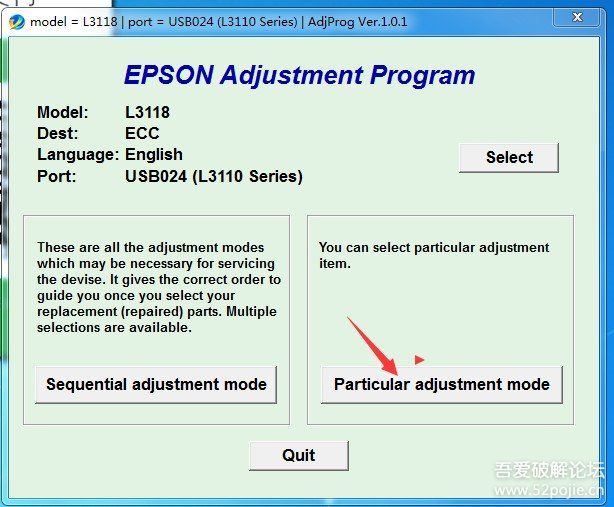 model = L3118 | port = USB024 (L3110 Series) | AdjProg Ver.1.0.1
EPSON Adjustment Program
Model: L3118
Dest: ECC
Language: English
Port: USB024 (L3110 Series)
Select
These are all the adjustment modes
which may be necessary for servicing
the devise. It gives the correct order to
guide you once you select your
replacement (repaired) parts. Multiple
selections are available.
Sequential adjustment mode
You can select particular adjustment
item.
Particular adjustment mode
Quit
吾爱破解论坛
www.52pojie.cn